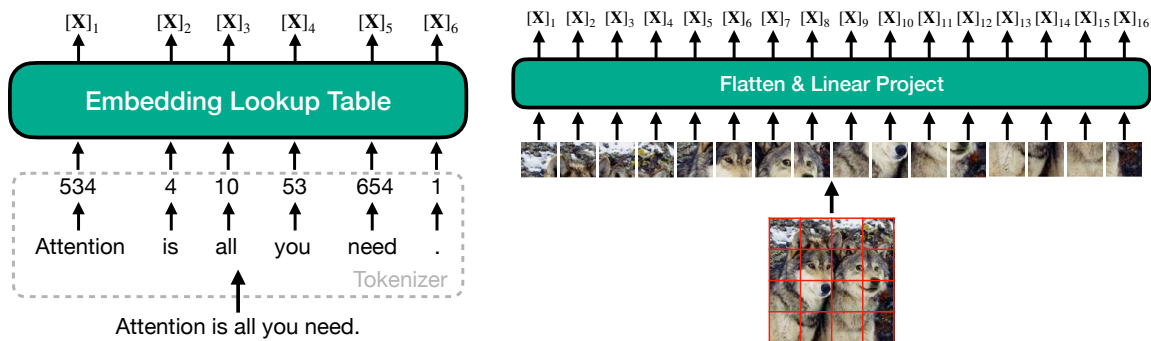 [X]₁ [X]₂ [X]₃ [X]₄ [X]₅ [X]₆
Embedding Lookup Table
534 4 10 53 654 1
Attention is all you need .
Tokenizer
Attention is all you need.
[X]₁ [X]₂ [X]₃ [X]₄ [X]₅ [X]₆ [X]₇ [X]₈ [X]₉ [X]₁₀ [X]₁₁ [X]₁₂ [X]₁₃ [X]₁₄ [X]₁₅ [X]₁₆
Flatten & Linear Project